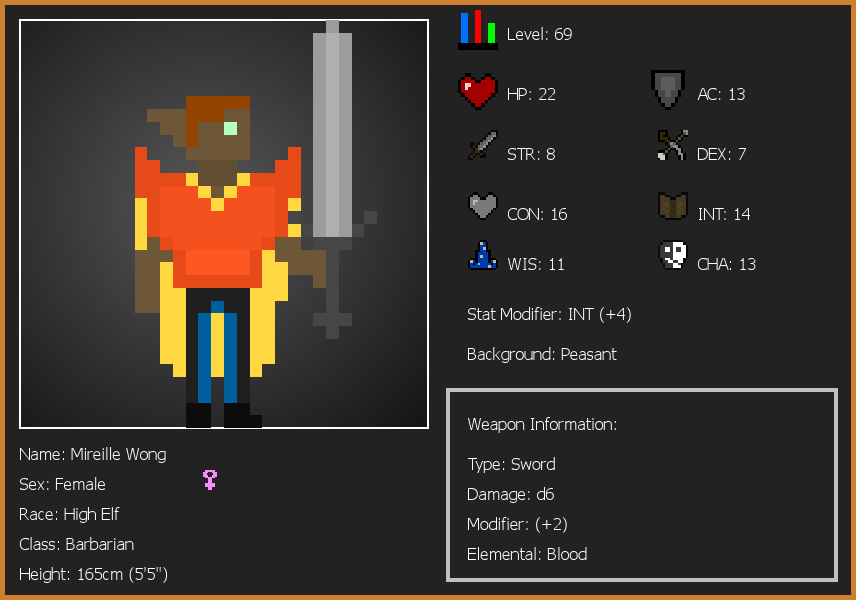 Level: 69
HP: 22
AC: 13
STR: 8
DEX: 7
CON: 16
INT: 14
WIS: 11
CHA: 13
Stat Modifier: INT (+4)
Background: Peasant
Weapon Information:
Type: Sword
Damage: d6
Modifier: (+2)
Elemental: Blood
Name: Mireille Wong
Sex: Female
Race: High Elf
Class: Barbarian
Height: 165cm (5'5")